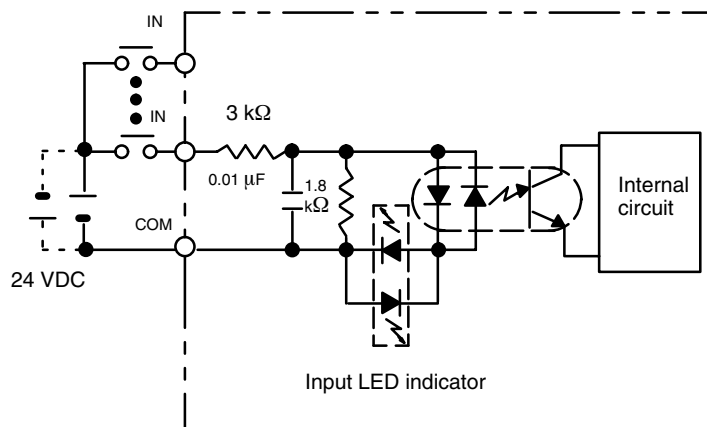 IN
IN
3 kΩ
0.01 μF
1.8
kΩ
COM
24 VDC
Internal
circuit
Input LED indicator